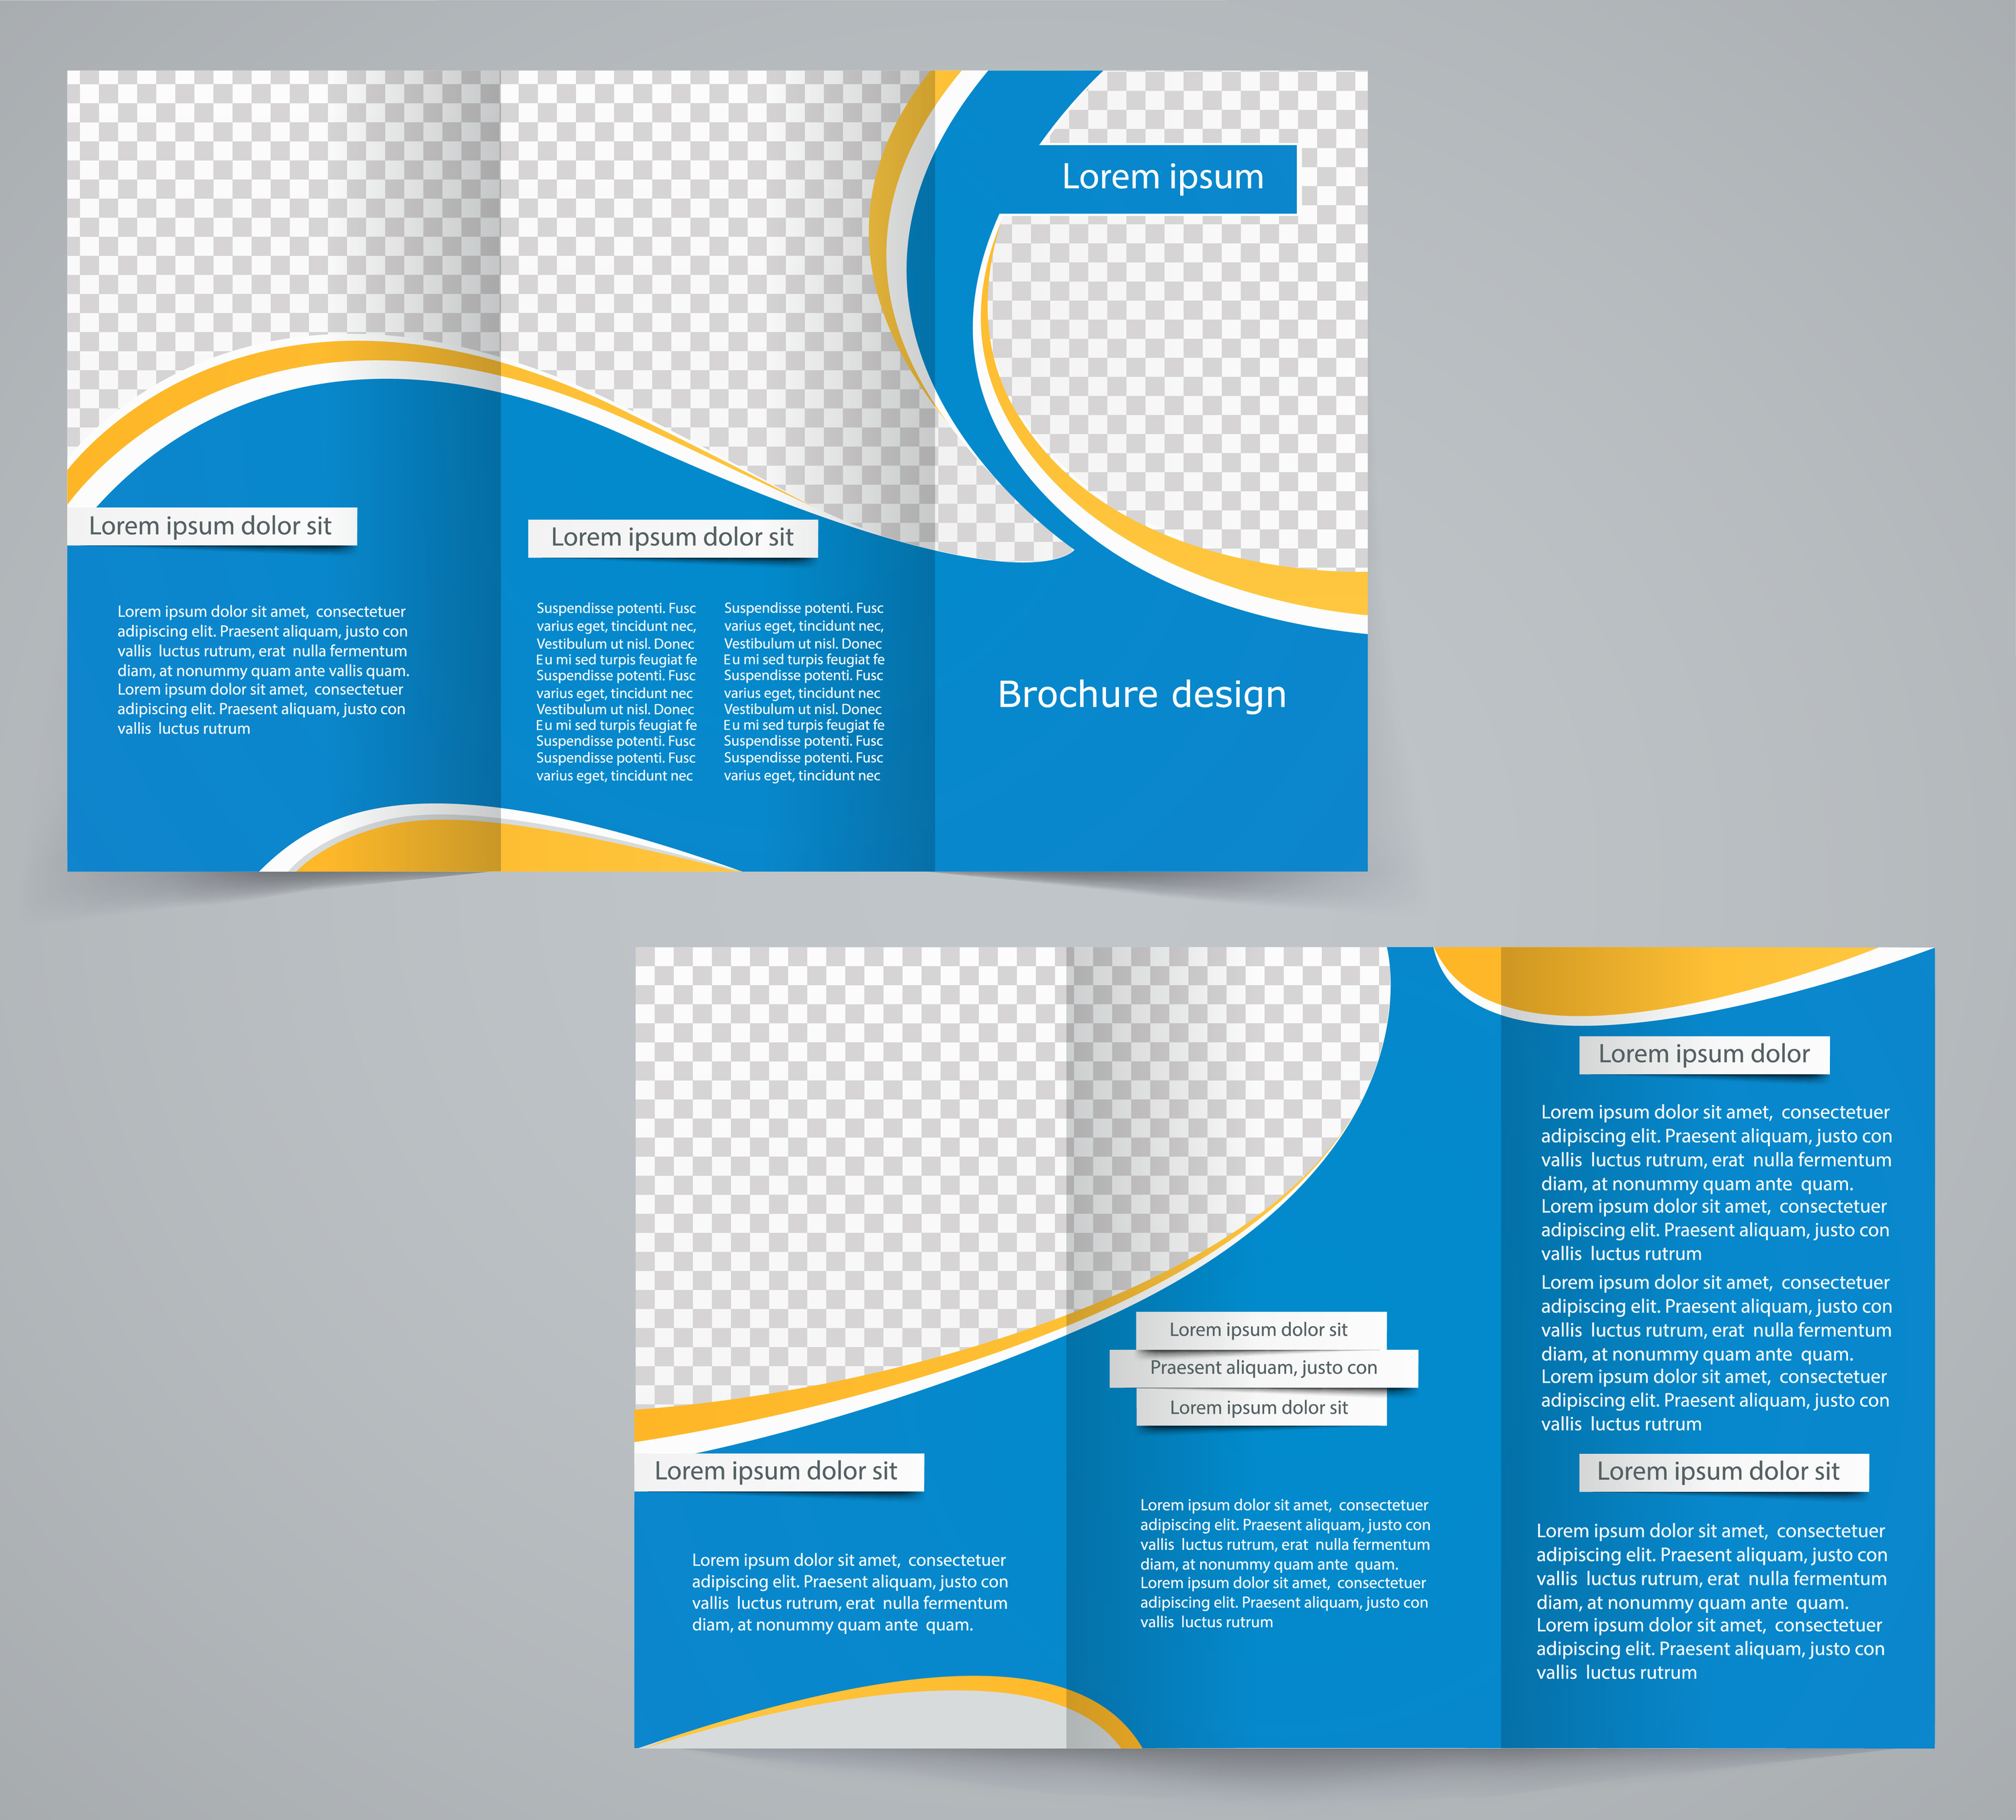 Lorem ipsum
Lorem ipsum dolor sit
Lorem ipsum dolor sit amet, consectetuer
adipiscing elit. Praesent aliquam, justo con
vallis luctus rutrum, erat nulla fermentum
diam, at nonummy quam ante vallis quam.
Lorem ipsum dolor sit amet, consectetuer
adipiscing elit. Praesent aliquam, justo con
vallis luctus rutrum
Lorem ipsum dolor sit
Suspendisse potenti. Fusc
varius eget, tincidunt nec,
Vestibulum ut nisl. Donec
Eu mi sed turpis feugiat fe
Suspendisse potenti. Fusc
varius eget, tincidunt nec
Vestibulum ut nisl. Donec
Eu mi sed turpis feugiat fe
Suspendisse potenti. Fusc
Suspendisse potenti. Fusc
varius eget, tincidunt nec
Suspendisse potenti. Fusc
varius eget, tincidunt nec,
Vestibulum ut nisl. Donec
Eu mi sed turpis feugiat fe
Suspendisse potenti. Fusc
varius eget, tincidunt nec
Vestibulum ut nisl. Donec
Eu mi sed turpis feugiat fe
Suspendisse potenti. Fusc
Suspendisse potenti. Fusc
varius eget, tincidunt nec
Brochure design
Lorem ipsum dolor sit
Lorem ipsum dolor sit amet, consectetuer
adipiscing elit. Praesent aliquam, justo con
vallis luctus rutrum, erat nulla fermentum
diam, at nonummy quam ante quam.
Lorem ipsum dolor sit
Praesent aliquam, justo con
Lorem ipsum dolor sit
Lorem ipsum dolor sit amet, consectetuer
adipiscing elit. Praesent aliquam, justo con
vallis luctus rutrum, erat nulla fermentum
diam, at nonummy quam ante quam.
Lorem ipsum dolor sit amet, consectetuer
adipiscing elit. Praesent aliquam, justo con
vallis luctus rutrum
Lorem ipsum dolor
Lorem ipsum dolor sit amet, consectetuer
adipiscing elit. Praesent aliquam, justo con
vallis luctus rutrum, erat nulla fermentum
diam, at nonummy quam ante quam.
Lorem ipsum dolor sit amet, consectetuer
adipiscing elit. Praesent aliquam, justo con
vallis luctus rutrum
Lorem ipsum dolor sit amet, consectetuer
adipiscing elit. Praesent aliquam, justo con
vallis luctus rutrum, erat nulla fermentum
diam, at nonummy quam ante quam.
Lorem ipsum dolor sit amet, consectetuer
adipiscing elit. Praesent aliquam, justo con
vallis luctus rutrum
Lorem ipsum dolor sit
Lorem ipsum dolor sit amet, consectetuer
adipiscing elit. Praesent aliquam, justo con
vallis luctus rutrum, erat nulla fermentum
diam, at nonummy quam ante quam.
Lorem ipsum dolor sit amet, consectetuer
adipiscing elit. Praesent aliquam, justo con
vallis luctus rutrum